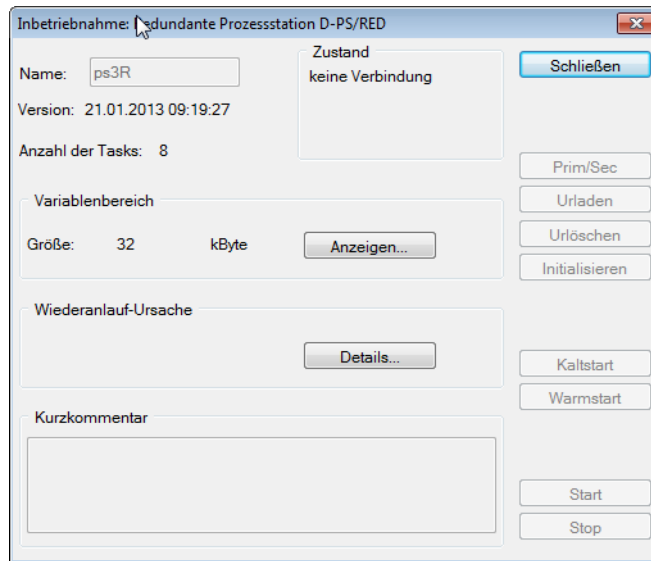 Inbetriebnahme: Redundante Prozessstation D-PS/RED
Name: ps3R
Zustand
keine Verbindung
Schließen
Version: 21.01.2013 09:19:27
Anzahl der Tasks: 8
Prim/Sec
Variablenbereich
Urladen
Größe: 32 kByte
Anzeigen...
Urlöschen
Initialisieren
Wiederanlauf-Ursache
Details...
Kaltstart
Warmstart
Kurzkommentar
Start
Stop